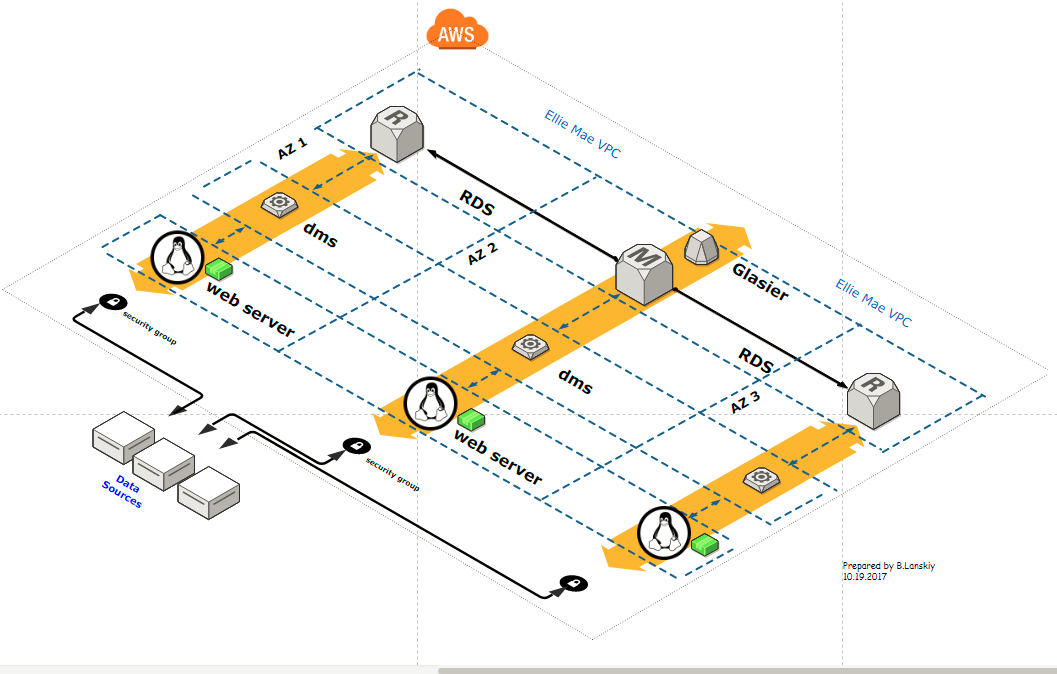 AWS
Ellie Mae VPC
R
AZ 1
RDS
dms
AZ 2
M
Glasier
web server
Ellie Mae VPC
security group
RDS
R
dms
AZ 3
web server
security group
Data
Sources
Prepared by B.Lanskiy
10.19.2017